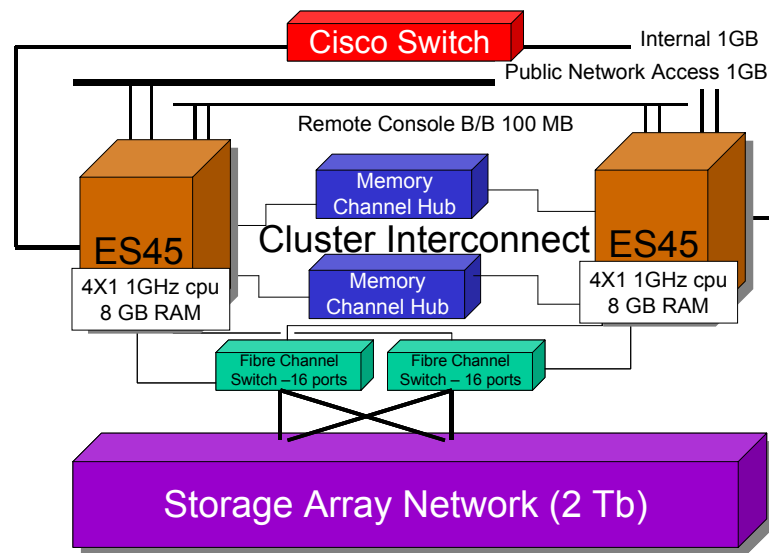 Cisco Switch
Internal 1GB
Public Network Access 1GB
Remote Console B/B 100 MB
Memory
Channel Hub
Cluster Interconnect
ES45
4X1 1GHz cpu
8 GB RAM
ES45
4X1 1GHz cpu
8 GB RAM
Memory
Channel Hub
Fibre Channel
Switch –16 ports
Fibre Channel
Switch – 16 ports
Storage Array Network (2 Tb)